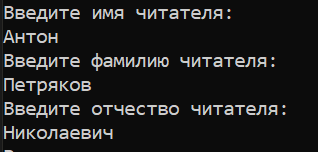 Введите имя читателя:
Антон
Введите фамилию читателя:
Петряков
Введите отчество читателя:
Николаевич